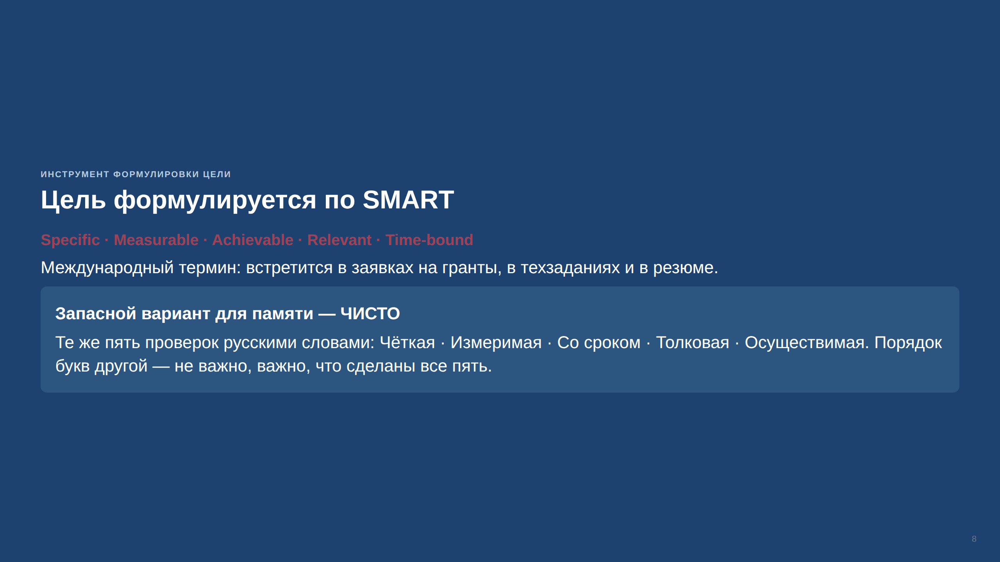 ИНСТРУМЕНТ ФОРМУЛИРОВКИ ЦЕЛИ
Цель формулируется по SMART
Specific · Measurable · Achievable · Relevant · Time-bound
Международный термин: встретится в заявках на гранты, в техзаданиях и в резюме.
Запасной вариант для памяти — ЧИСТО
Те же пять проверок русскими словами: Чёткая · Измеримая · Со сроком · Толковая · Осуществимая. Порядок
букв другой — не важно, важно, что сделаны все пять.
8